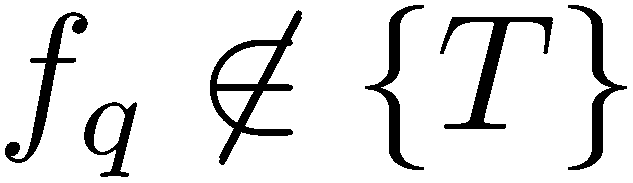 f_q ∉ {T}